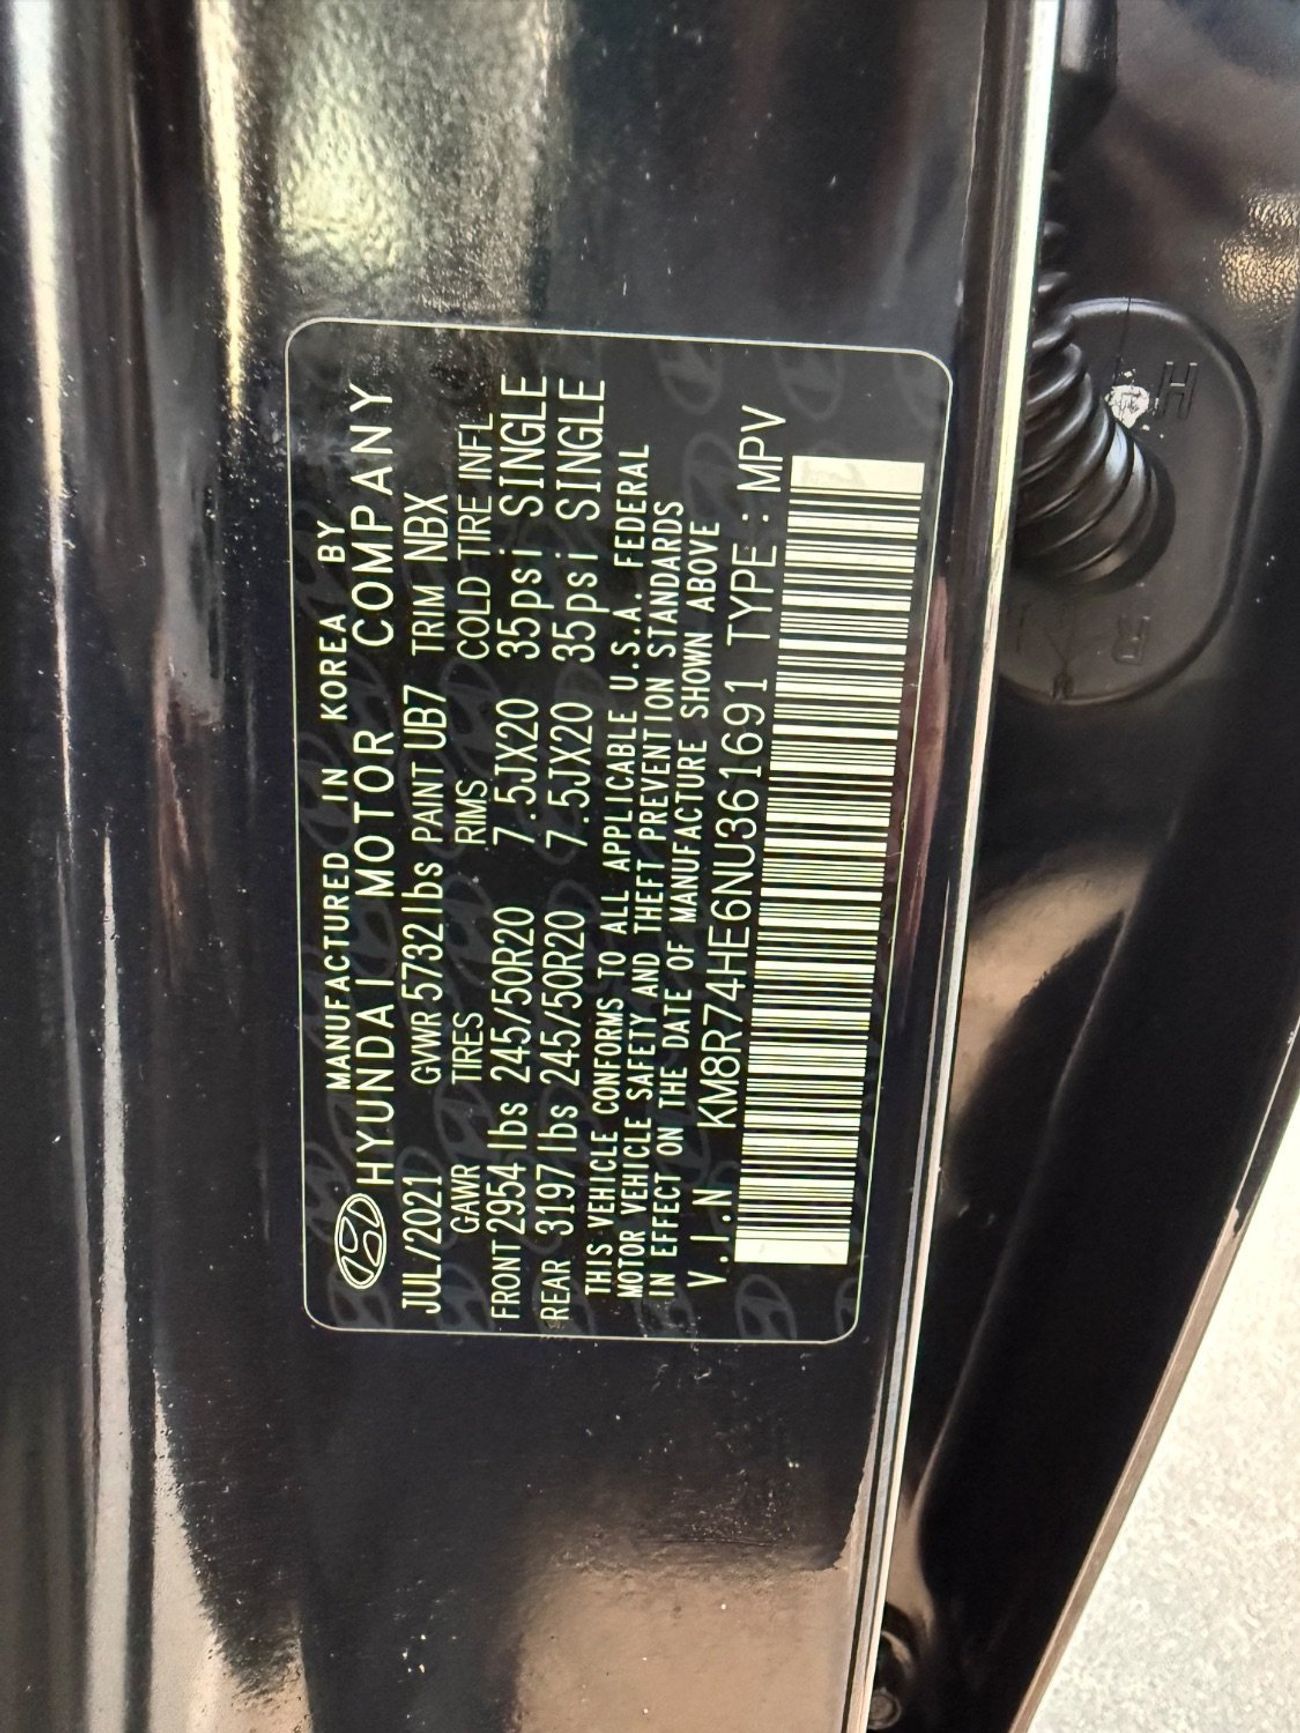 MANUFACTURED IN KOREA BY
HYUNDAI MOTOR COMPANY
JUL/2021 GVWR 5732lbs PAINT UB7 TRIM NBX
GAWR TIRES RIMS COLD TIRE INFL
FRONT 2954lbs 245/50R20 7.5JX20 35psi SINGLE
REAR 3197lbs 245/50R20 7.5JX20 35psi SINGLE
THIS VEHICLE CONFORMS TO ALL APPLICABLE U.S.A. FEDERAL
MOTOR VEHICLE SAFETY AND THEFT PREVENTION STANDARDS
IN EFFECT ON THE DATE OF MANUFACTURE SHOWN ABOVE
V.I.N KM8R74HE6NU361691 TYPE : MPV